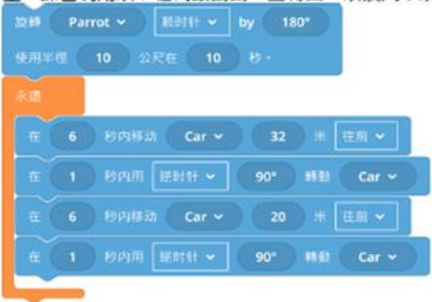 旋轉 Parrot 顺时针 by 180°
使用半徑 10 公尺在 10 秒。
永遠
在 6 秒内移动 Car 32 米 往前
在 1 秒内用 逆时针 90° 轉動 Car
在 6 秒内移动 Car 20 米 往前
在 1 秒内用 逆时针 90° 轉動 Car